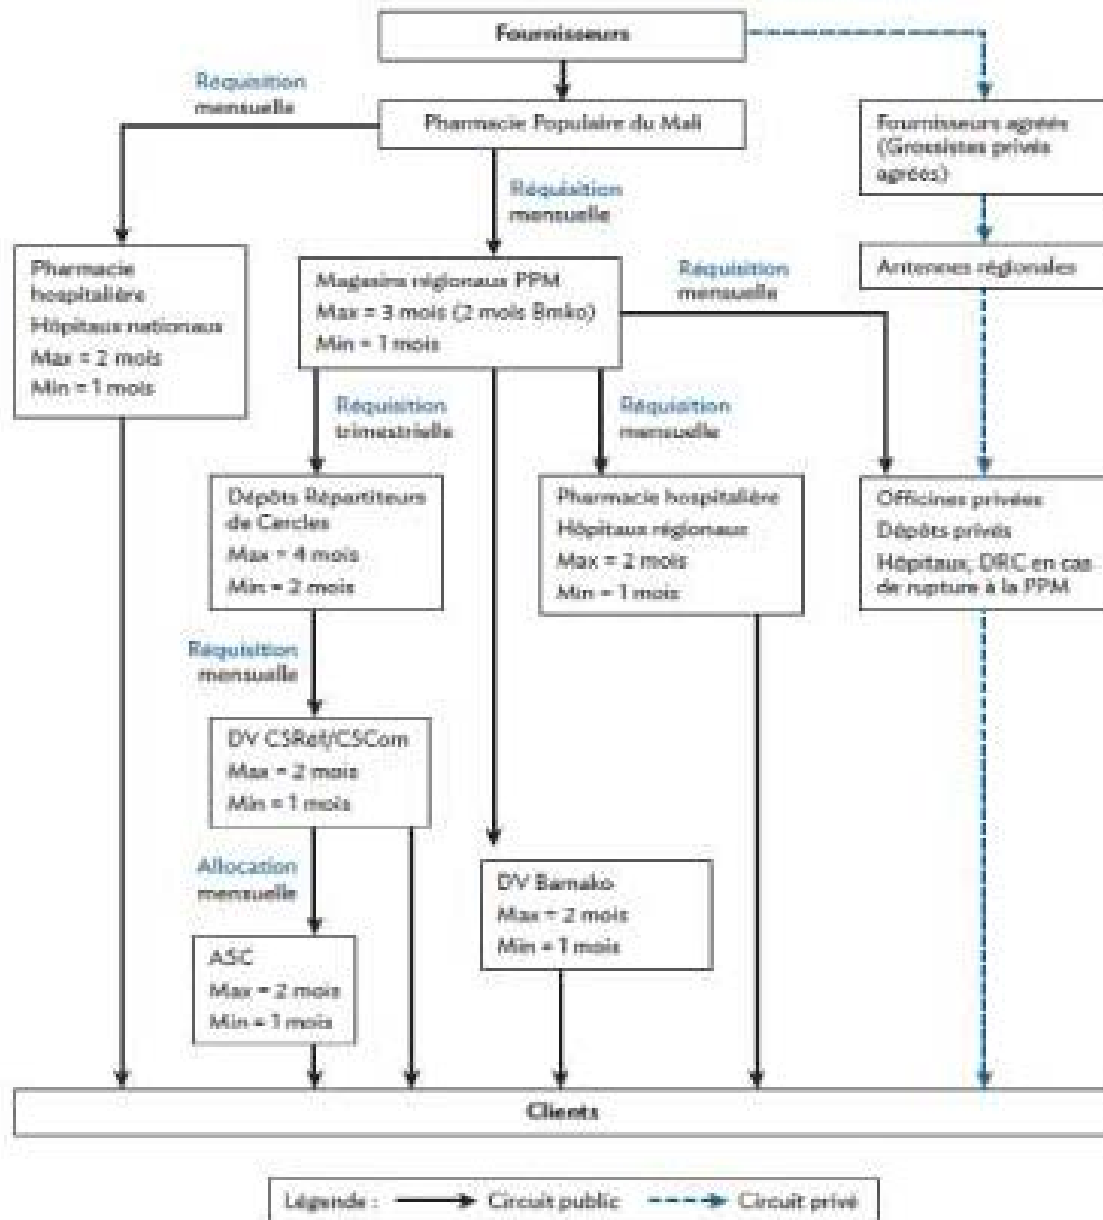 Fournisseurs
Réquisition
mensuelle
Pharmacie Populaire du Mali
Fournisseurs agréés
(Grossistes privés
agréés)
Réquisition
mensuelle
Pharmacie
hospitalière
Hôpitaux nationaux
Max = 2 mois
Min = 1 mois
Magasins régionaux PPM
Max = 3 mois (2 mois Bmko)
Min = 1 mois
Réquisition
mensuelle
Antennes régionales
Réquisition
trimestrielle
Réquisition
mensuelle
Dépôts Répartiteurs
de Cercles
Max = 4 mois
Min = 2 mois
Pharmacie hospitalière
Hôpitaux régionaux
Max = 2 mois
Min = 1 mois
Officines privées
Dépôts privés
Hôpitaux, DRC en cas
de rupture à la PPM
Réquisition
mensuelle
DV CSRef/CSCom
Max = 2 mois
Min = 1 mois
Allocation
mensuelle
DV Bamako
Max = 2 mois
Min = 1 mois
ASC
Max = 2 mois
Min = 1 mois
Clients
Légende : Circuit public Circuit privé